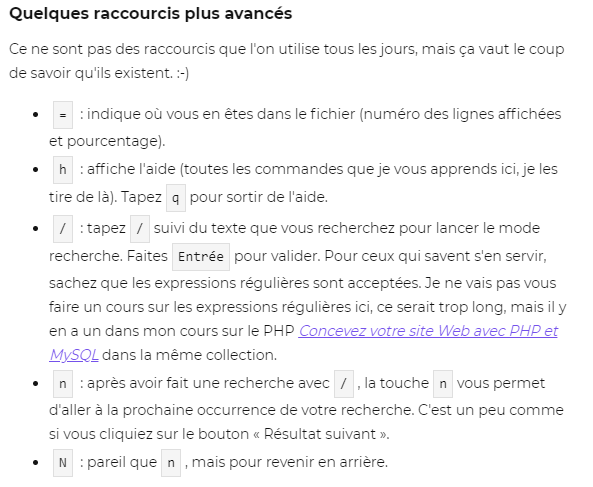 Quelques raccourcis plus avancés
Ce ne sont pas des raccourcis que l'on utilise tous les jours, mais ça vaut le coup
de savoir qu'ils existent. :-)
• = : indique où vous en êtes dans le fichier (numéro des lignes affichées
et pourcentage).
• h : affiche l'aide (toutes les commandes que je vous apprends ici, je les
tire de là). Tapez q pour sortir de l'aide.
• / : tapez / suivi du texte que vous recherchez pour lancer le mode
recherche. Faites Entrée pour valider. Pour ceux qui savent s'en servir,
sachez que les expressions régulières sont acceptées. Je ne vais pas vous
faire un cours sur les expressions régulières ici, ce serait trop long, mais il y
en a un dans mon cours sur le PHP Concevez votre site Web avec PHP et
MySQL dans la même collection.
• n : après avoir fait une recherche avec / , la touche n vous permet
d'aller à la prochaine occurrence de votre recherche. C'est un peu comme
si vous cliquiez sur le bouton « Résultat suivant ».
• N : pareil que n , mais pour revenir en arrière.